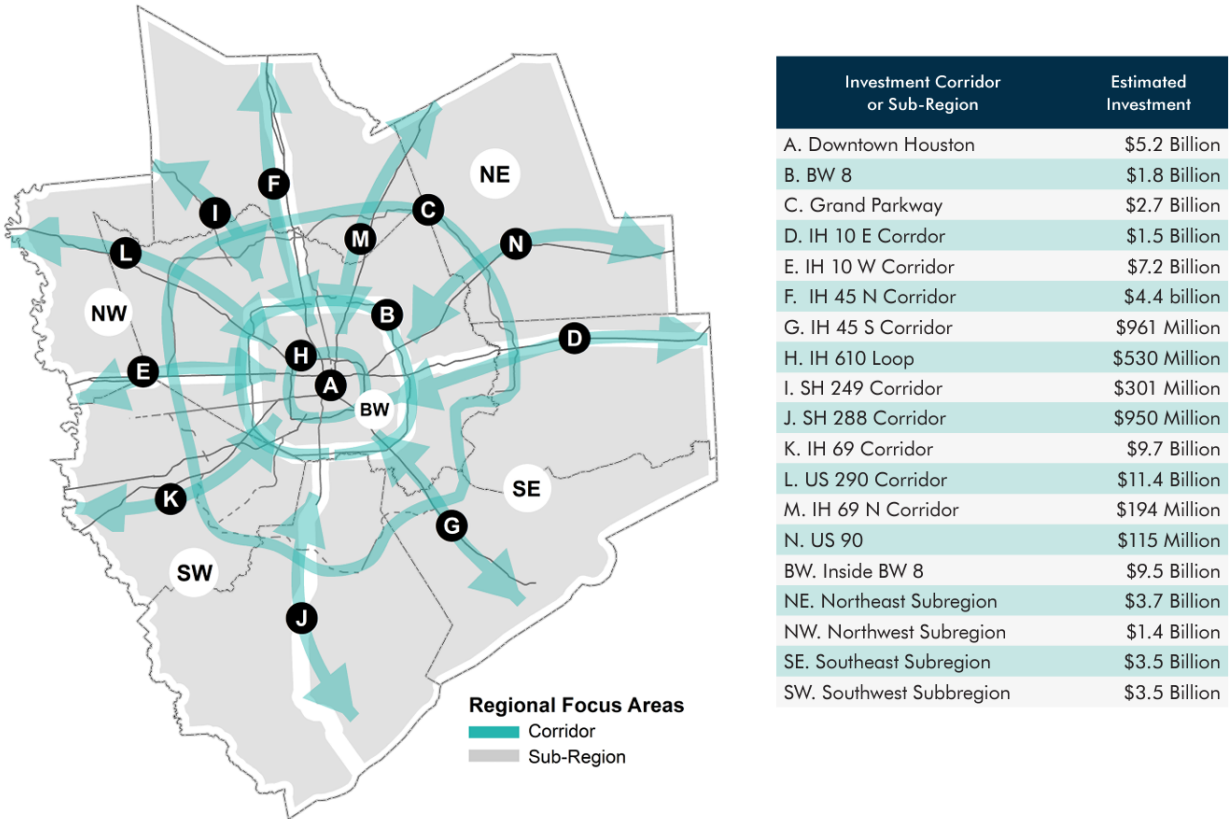 F
NE
I
C
M
N
L
NW
B
D
H
E
A
BW
SE
K
G
SW
J
Regional Focus Areas
Corridor
Sub-Region
Investment Corridor
or Sub-Region
Estimated
Investment
A. Downtown Houston $5.2 Billion
B. BW 8 $1.8 Billion
C. Grand Parkway $2.7 Billion
D. IH 10 E Corrdor $1.5 Billion
E. IH 10 W Corridor $7.2 Billion
F.  IH 45 N Corridor $4.4 billion
G. IH 45 S Corridor $961 Million
H. IH 610 Loop $530 Million
I. SH 249 Corridor $301 Million
J. SH 288 Corridor $950 Million
K. IH 69 Corridor $9.7 Billion
L. US 290 Corridor $11.4 Billion
M. IH 69 N Corridor $194 Million
N. US 90 $115 Million
BW. Inside BW 8 $9.5 Billion
NE. Northeast Subregion $3.7 Billion
NW. Northwest Subregion $1.4 Billion
SE. Southeast Subregion $3.5 Billion
SW. Southwest Subbregion $3.5 Billion